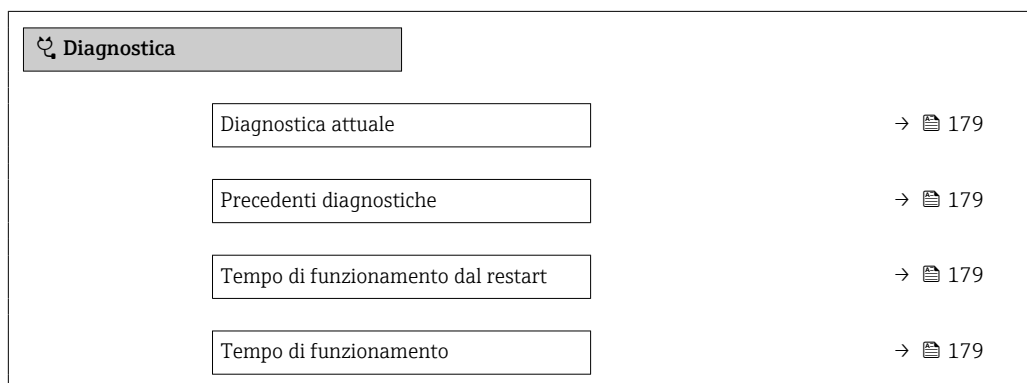 Diagnostica
Diagnostica attuale → 179
Precedenti diagnostiche → 179
Tempo di funzionamento dal restart → 179
Tempo di funzionamento → 179